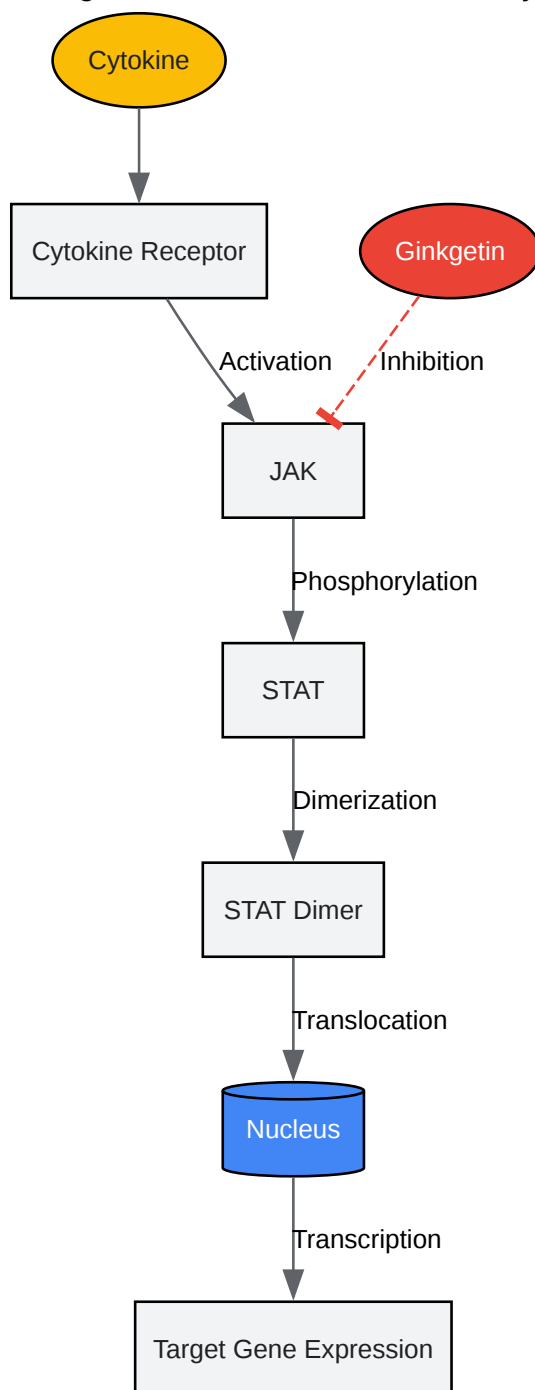 Cytokine
Cytokine Receptor
Ginkgetin
Activation
Inhibition
JAK
Phosphorylation
STAT
Dimerization
STAT Dimer
Translocation
Nucleus
Transcription
Target Gene Expression